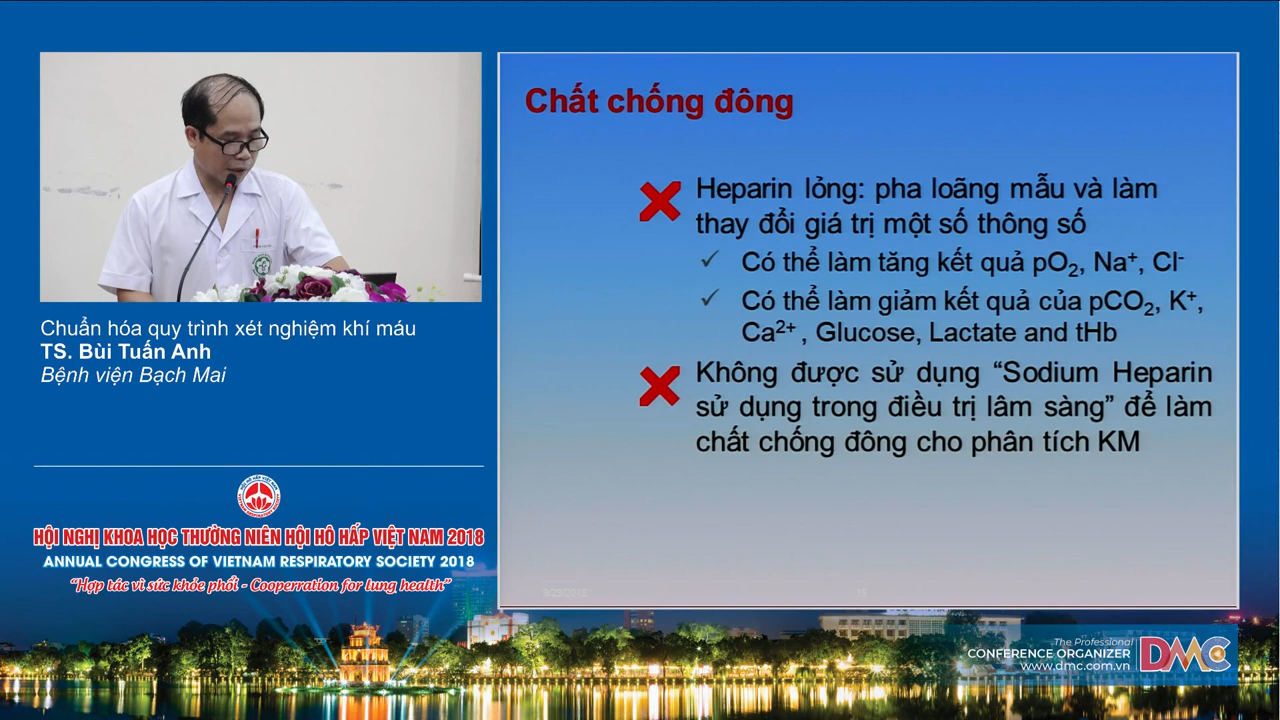 Chuẩn hóa quy trình xét nghiệm khí máu
TS. Bùi Tuấn Anh
Bệnh viện Bạch Mai
HỘI NGHỊ KHOA HỌC THƯỜNG NIÊN HỘI HÔ HẤP VIỆT NAM 2018
ANNUAL CONGRESS OF VIETNAM RESPIRATORY SOCIETY 2018
“Hợp tác vì sức khỏe phổi - Cooperration for lung health”
Chất chống đông
Heparin lỏng: pha loãng mẫu và làm
thay đổi giá trị một số thông số
Có thể làm tăng kết quả pO₂, Na⁺, Cl⁻
Có thể làm giảm kết quả của pCO₂, K⁺,
Ca²⁺ , Glucose, Lactate and tHb
Không được sử dụng “Sodium Heparin
sử dụng trong điều trị lâm sàng” để làm
chất chống đông cho phân tích KM
15
The Professional
CONFERENCE ORGANIZER
www.dmc.com.vn
DMC